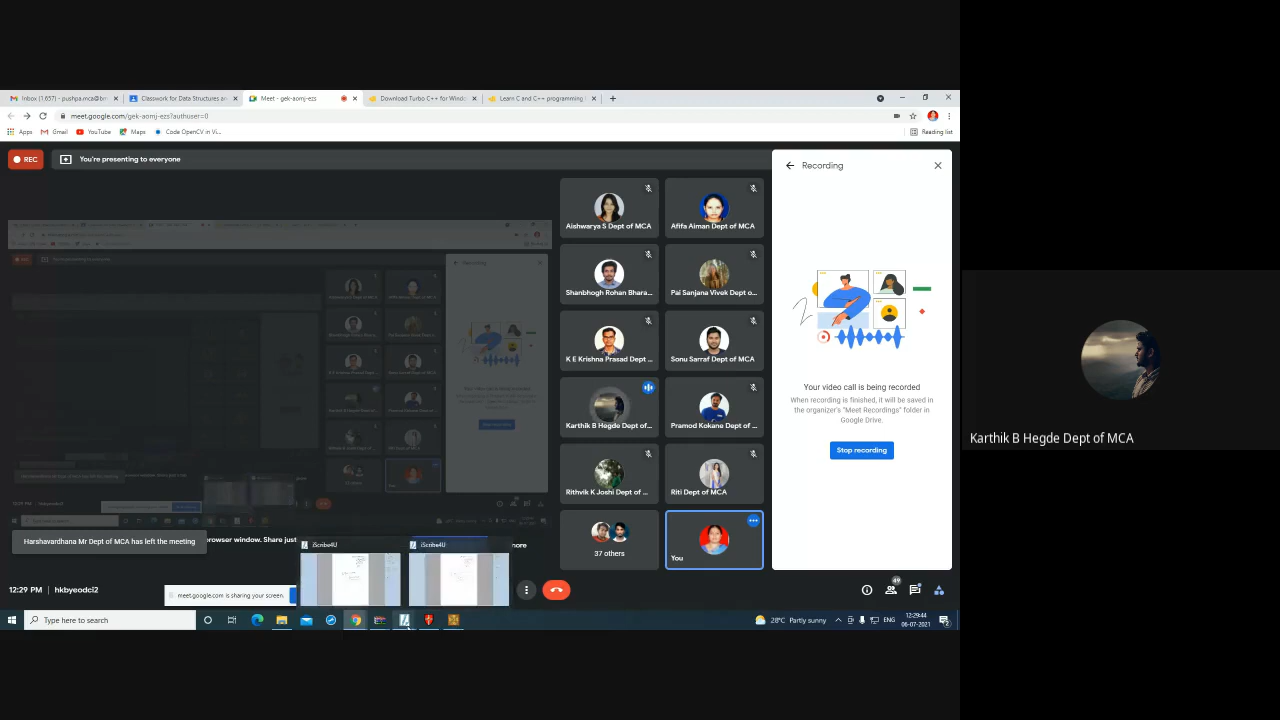 Inbox (1,657) – pushpa.mca@bm
Classwork for Data Structures an
Meet - gek-aomj-ezs
Download Turbo C++ for Windo
Learn C and C++ programming
meet.google.com/gek-aomj-ezs?authuser=0
Apps
Gmail
YouTube
Maps
Code OpenCV in Vi...
Reading list
REC
You're presenting to everyone
Recording
Aishwarya S Dept of MCA
Afifa Aiman Dept of MCA
Shanbhogh Rohan Bhara...
Pai Sanjana Vivek Dept o...
K E Krishna Prasad Dept ...
Sonu Sarraf Dept of MCA
Karthik B Hegde Dept of...
Pramod Kokane Dept of ...
Rithvik K Joshi Dept of ...
Riti Dept of MCA
37 others
You
Your video call is being recorded
When recording is finished, it will be saved in
the organizer's "Meet Recordings" folder in
Google Drive.
Stop recording
Karthik B Hegde Dept of MCA
Harshavardhana Mr Dept of MCA has left the meeting
rowser window. Share just
more
iScribe4U
iScribe4U
12:29 PM
hkbyeodci2
meet.google.com is sharing your screen.
49
Type here to search
28°C Partly sunny
ENG
12:29:44
06-07-2021